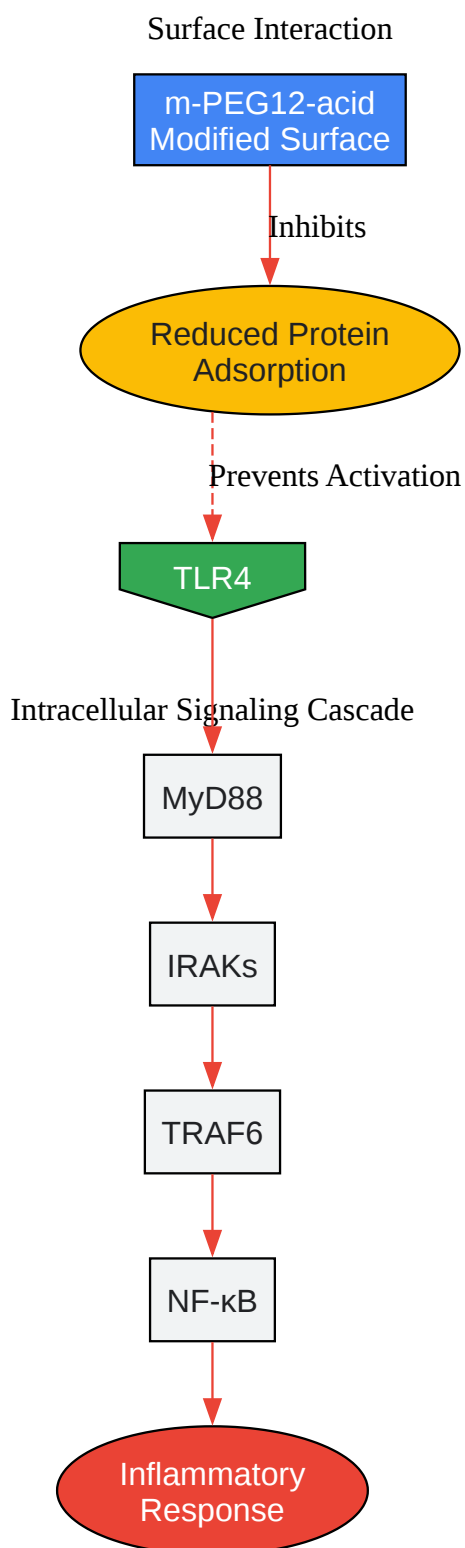 Surface Interaction
m-PEG12-acid
Modified Surface
Inhibits
Reduced Protein
Adsorption
Prevents Activation
TLR4
Intracellular Signaling Cascade
MyD88
IRAKs
TRAF6
NF-κB
Inflammatory
Response